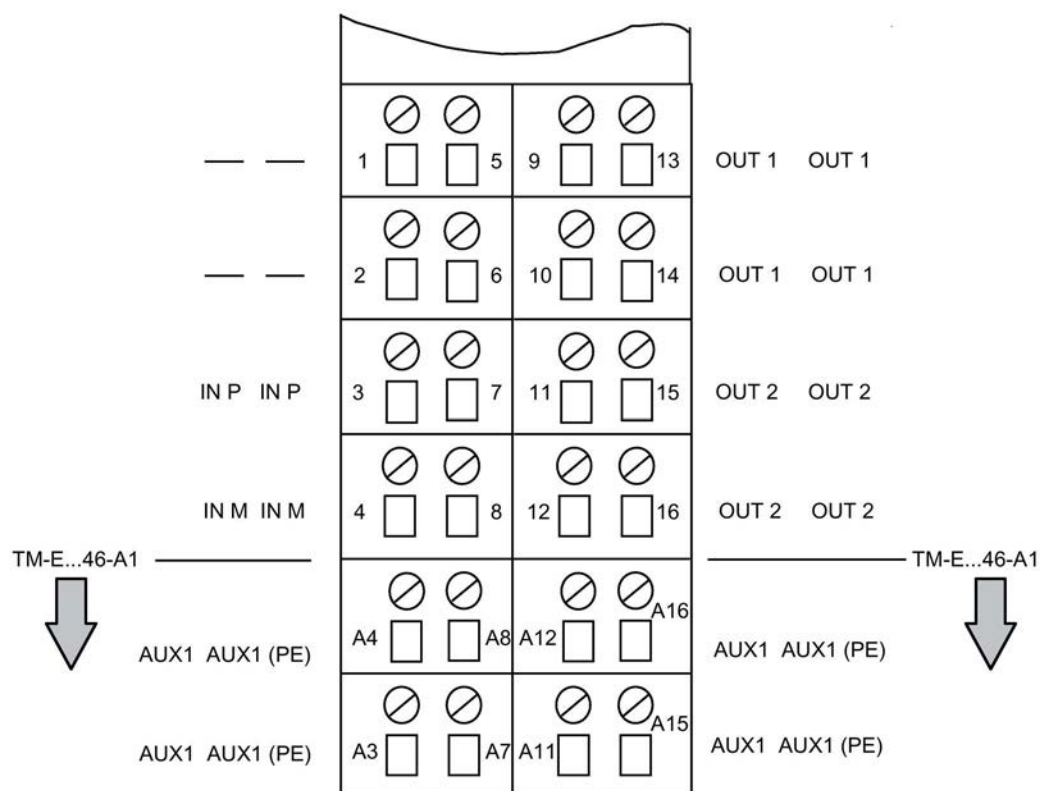 — — 1 5 9 13 OUT 1 OUT 1
— — 2 6 10 14 OUT 1 OUT 1
IN P IN P 3 7 11 15 OUT 2 OUT 2
IN M IN M 4 8 12 16 OUT 2 OUT 2
TM-E...46-A1 TM-E...46-A1
A4 A8 A12 A16
AUX1 AUX1 (PE) AUX1 AUX1 (PE)
A3 A7 A11 A15
AUX1 AUX1 (PE) AUX1 AUX1 (PE)